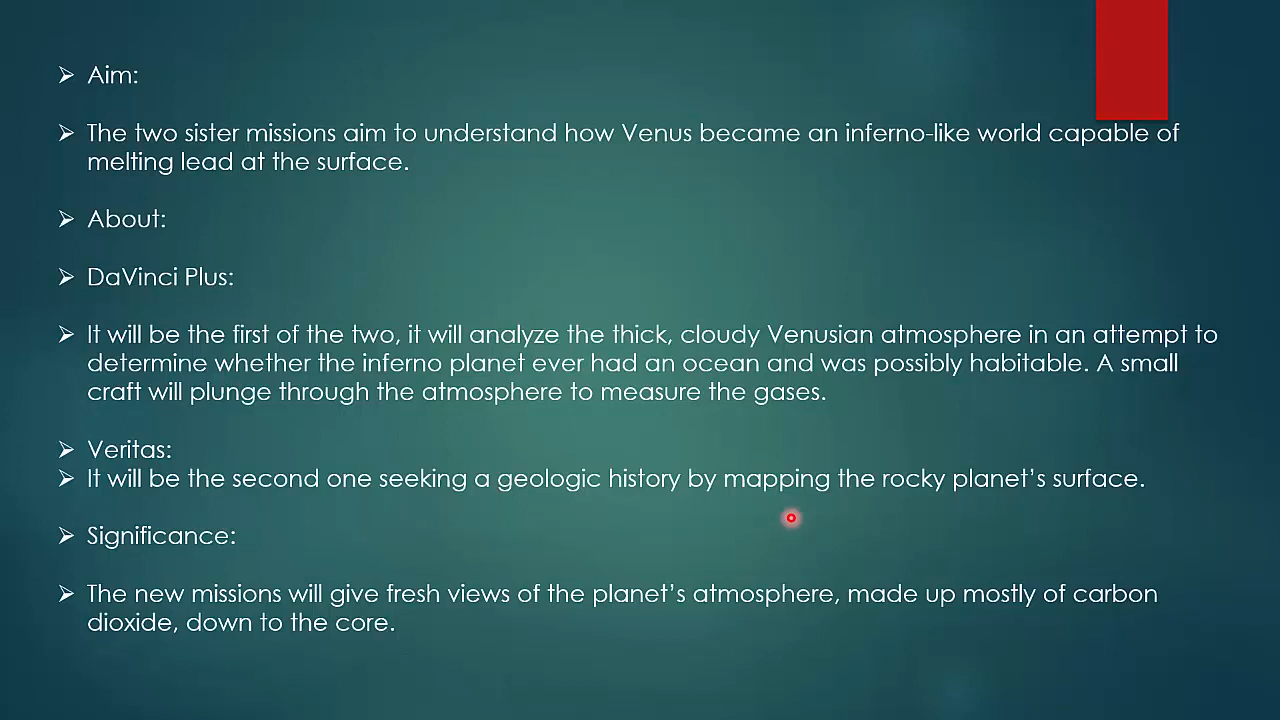 ➢ Aim:
➢ The two sister missions aim to understand how Venus became an inferno-like world capable of
melting lead at the surface.
➢ About:
➢ DaVinci Plus:
➢ It will be the first of the two, it will analyze the thick, cloudy Venusian atmosphere in an attempt to
determine whether the inferno planet ever had an ocean and was possibly habitable. A small
craft will plunge through the atmosphere to measure the gases.
➢ Veritas:
➢ It will be the second one seeking a geologic history by mapping the rocky planet’s surface.
➢ Significance:
➢ The new missions will give fresh views of the planet’s atmosphere, made up mostly of carbon
dioxide, down to the core.